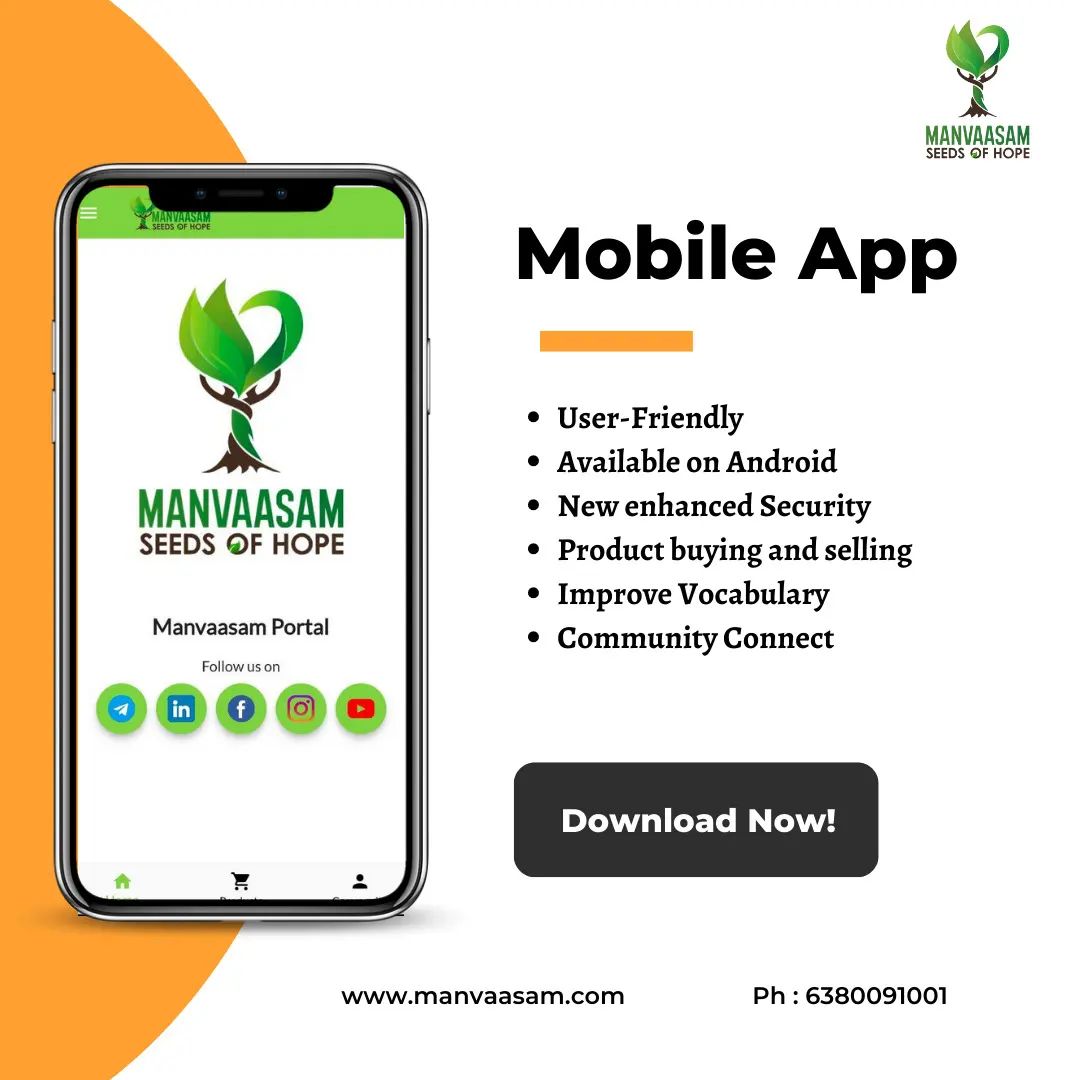 MANVAASAM
SEEDS OF HOPE
MANVAASAM
SEEDS OF HOPE
Mobile App
• User-Friendly
• Available on Android
• New enhanced Security
• Product buying and selling
• Improve Vocabulary
• Community Connect
MANVAASAM
SEEDS OF HOPE
Manvaasam Portal
Follow us on
Download Now!
www.manvaasam.com
Ph : 6380091001